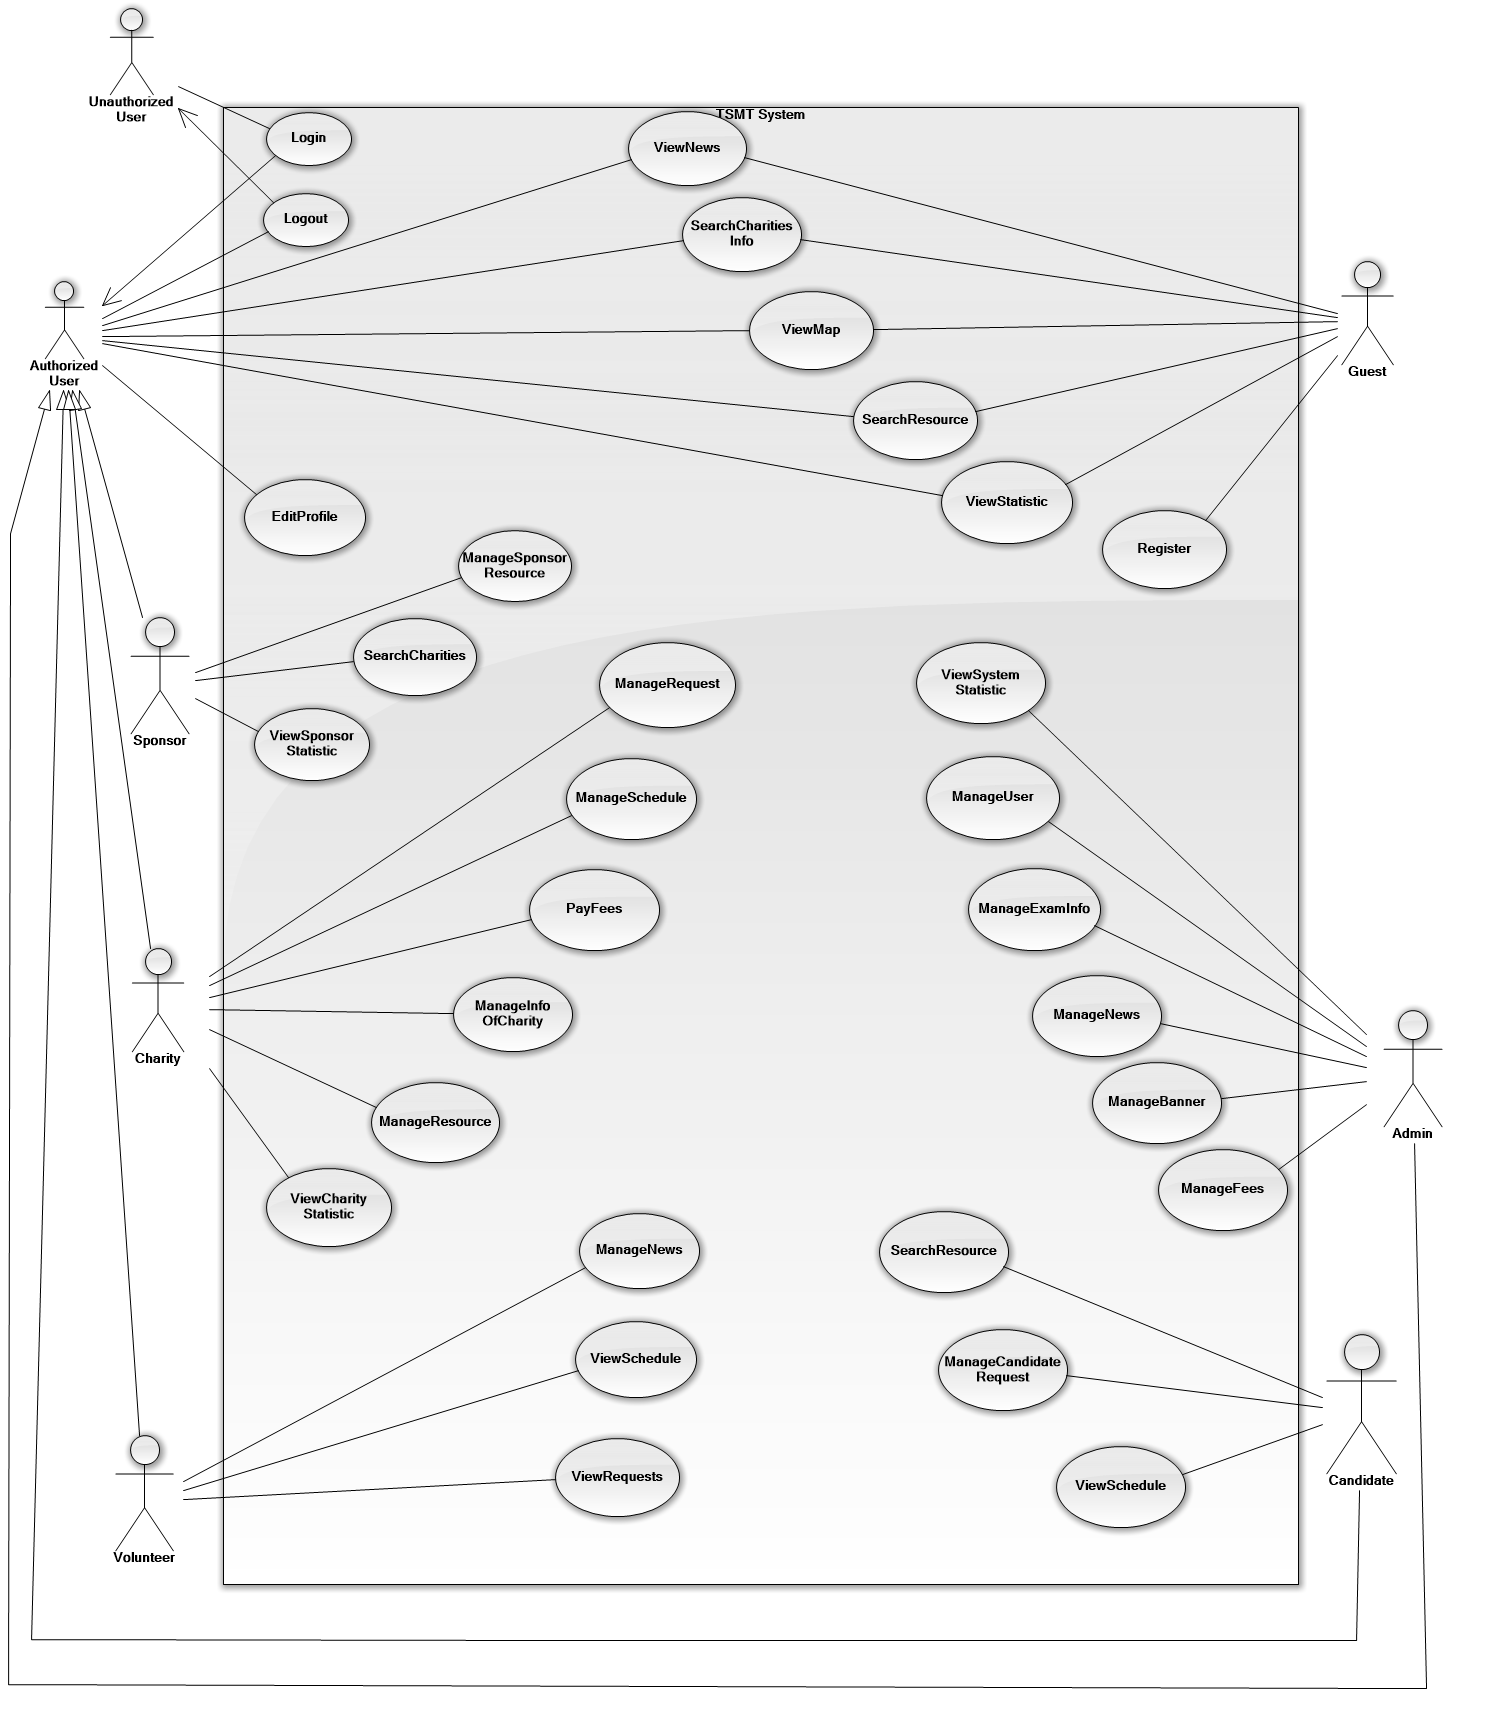 Unauthorized
User
TSMT System
Login
ViewNews
Logout
SearchCharities
Info
ViewMap
Authorized
User
Guest
SearchResource
ViewStatistic
EditProfile
Register
ManageSponsor
Resource
SearchCharities
ManageRequest
ViewSystem
Statistic
Sponsor
ViewSponsor
Statistic
ManageSchedule
ManageUser
PayFees
ManageExamInfo
ManageInfo
OfCharity
ManageNews
Charity
ManageResource
ManageBanner
Admin
ViewCharity
Statistic
ManageFees
ManageNews
SearchResource
ViewSchedule
ManageCandidate
Request
ViewRequests
ViewSchedule
Candidate
Volunteer